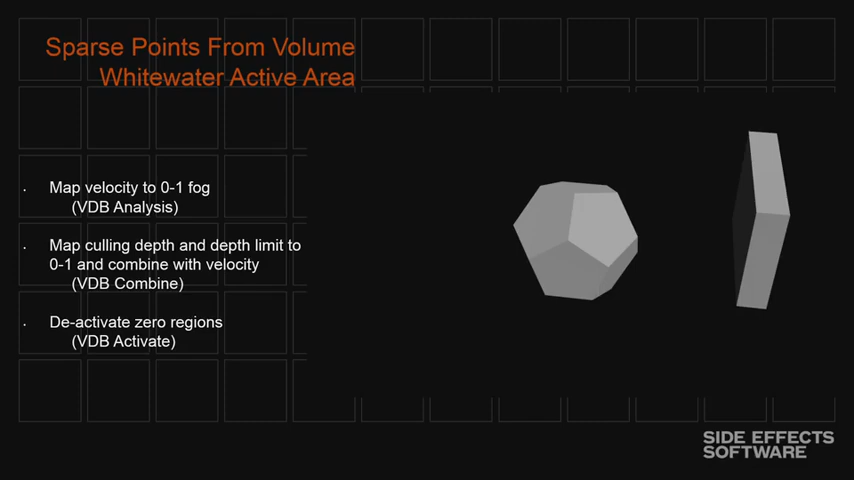 Sparse Points From Volume
Whitewater Active Area
· Map velocity to 0-1 fog
(VDB Analysis)
· Map culling depth and depth limit to
0-1 and combine with velocity
(VDB Combine)
· De-activate zero regions
(VDB Activate)
SIDE EFFECTS
SOFTWARE